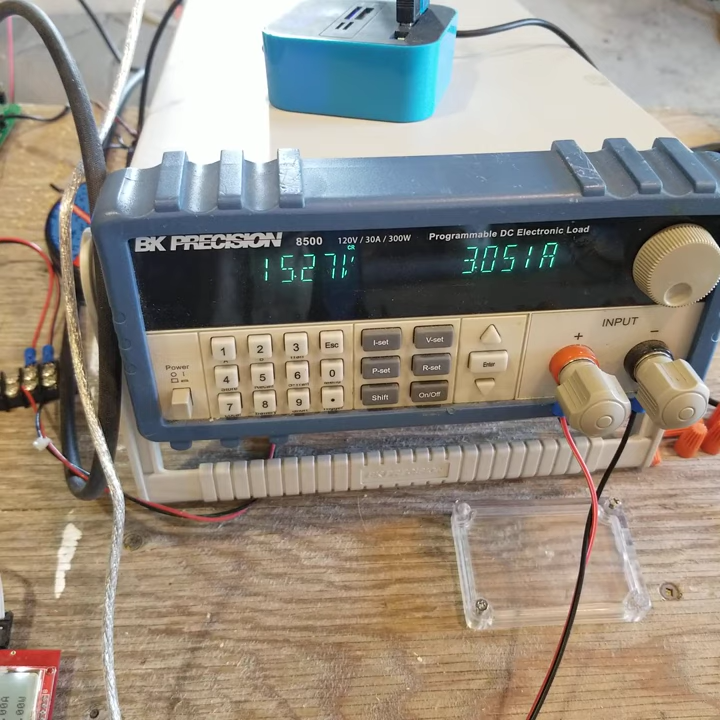 BK PRECISION 8500 120V / 30A / 300W Programmable DC Electronic Load
CR
15.271V 3.051A
INPUT
+ −
Power
1 2 3 Esc
4 5 6 0
7 8 9 .
I-set V-set
P-set R-set Enter
Shift On/Off